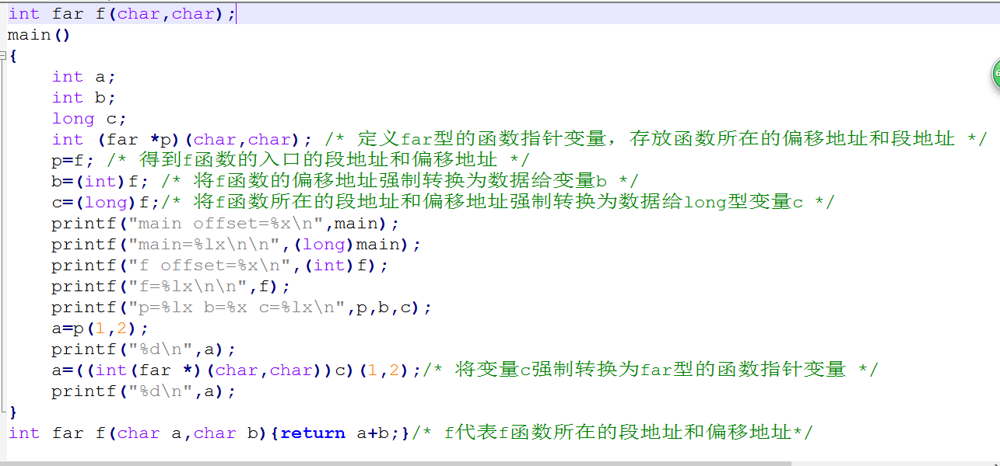 int far f(char,char);
main()
{
    int a;
    int b;
    long c;
    int (far *p)(char,char); /* 定义far型的函数指针变量，存放函数所在的偏移地址和段地址 */
    p=f; /* 得到f函数的入口的段地址和偏移地址 */
    b=(int)f; /* 将f函数的偏移地址强制转换为数据给变量b */
    c=(long)f;/* 将f函数所在的段地址和偏移地址强制转换为数据给long型变量c */
    printf("main offset=%x\n",main);
    printf("main=%lx\n\n",(long)main);
    printf("f offset=%x\n",(int)f);
    printf("f=%lx\n\n",f);
    printf("p=%lx b=%x c=%lx\n",p,b,c);
    a=p(1,2);
    printf("%d\n",a);
    a=((int(far *)(char,char))c)(1,2);/* 将变量c强制转换为far型的函数指针变量 */
    printf("%d\n",a);
}
int far f(char a,char b){return a+b;}/* f代表f函数所在的段地址和偏移地址*/